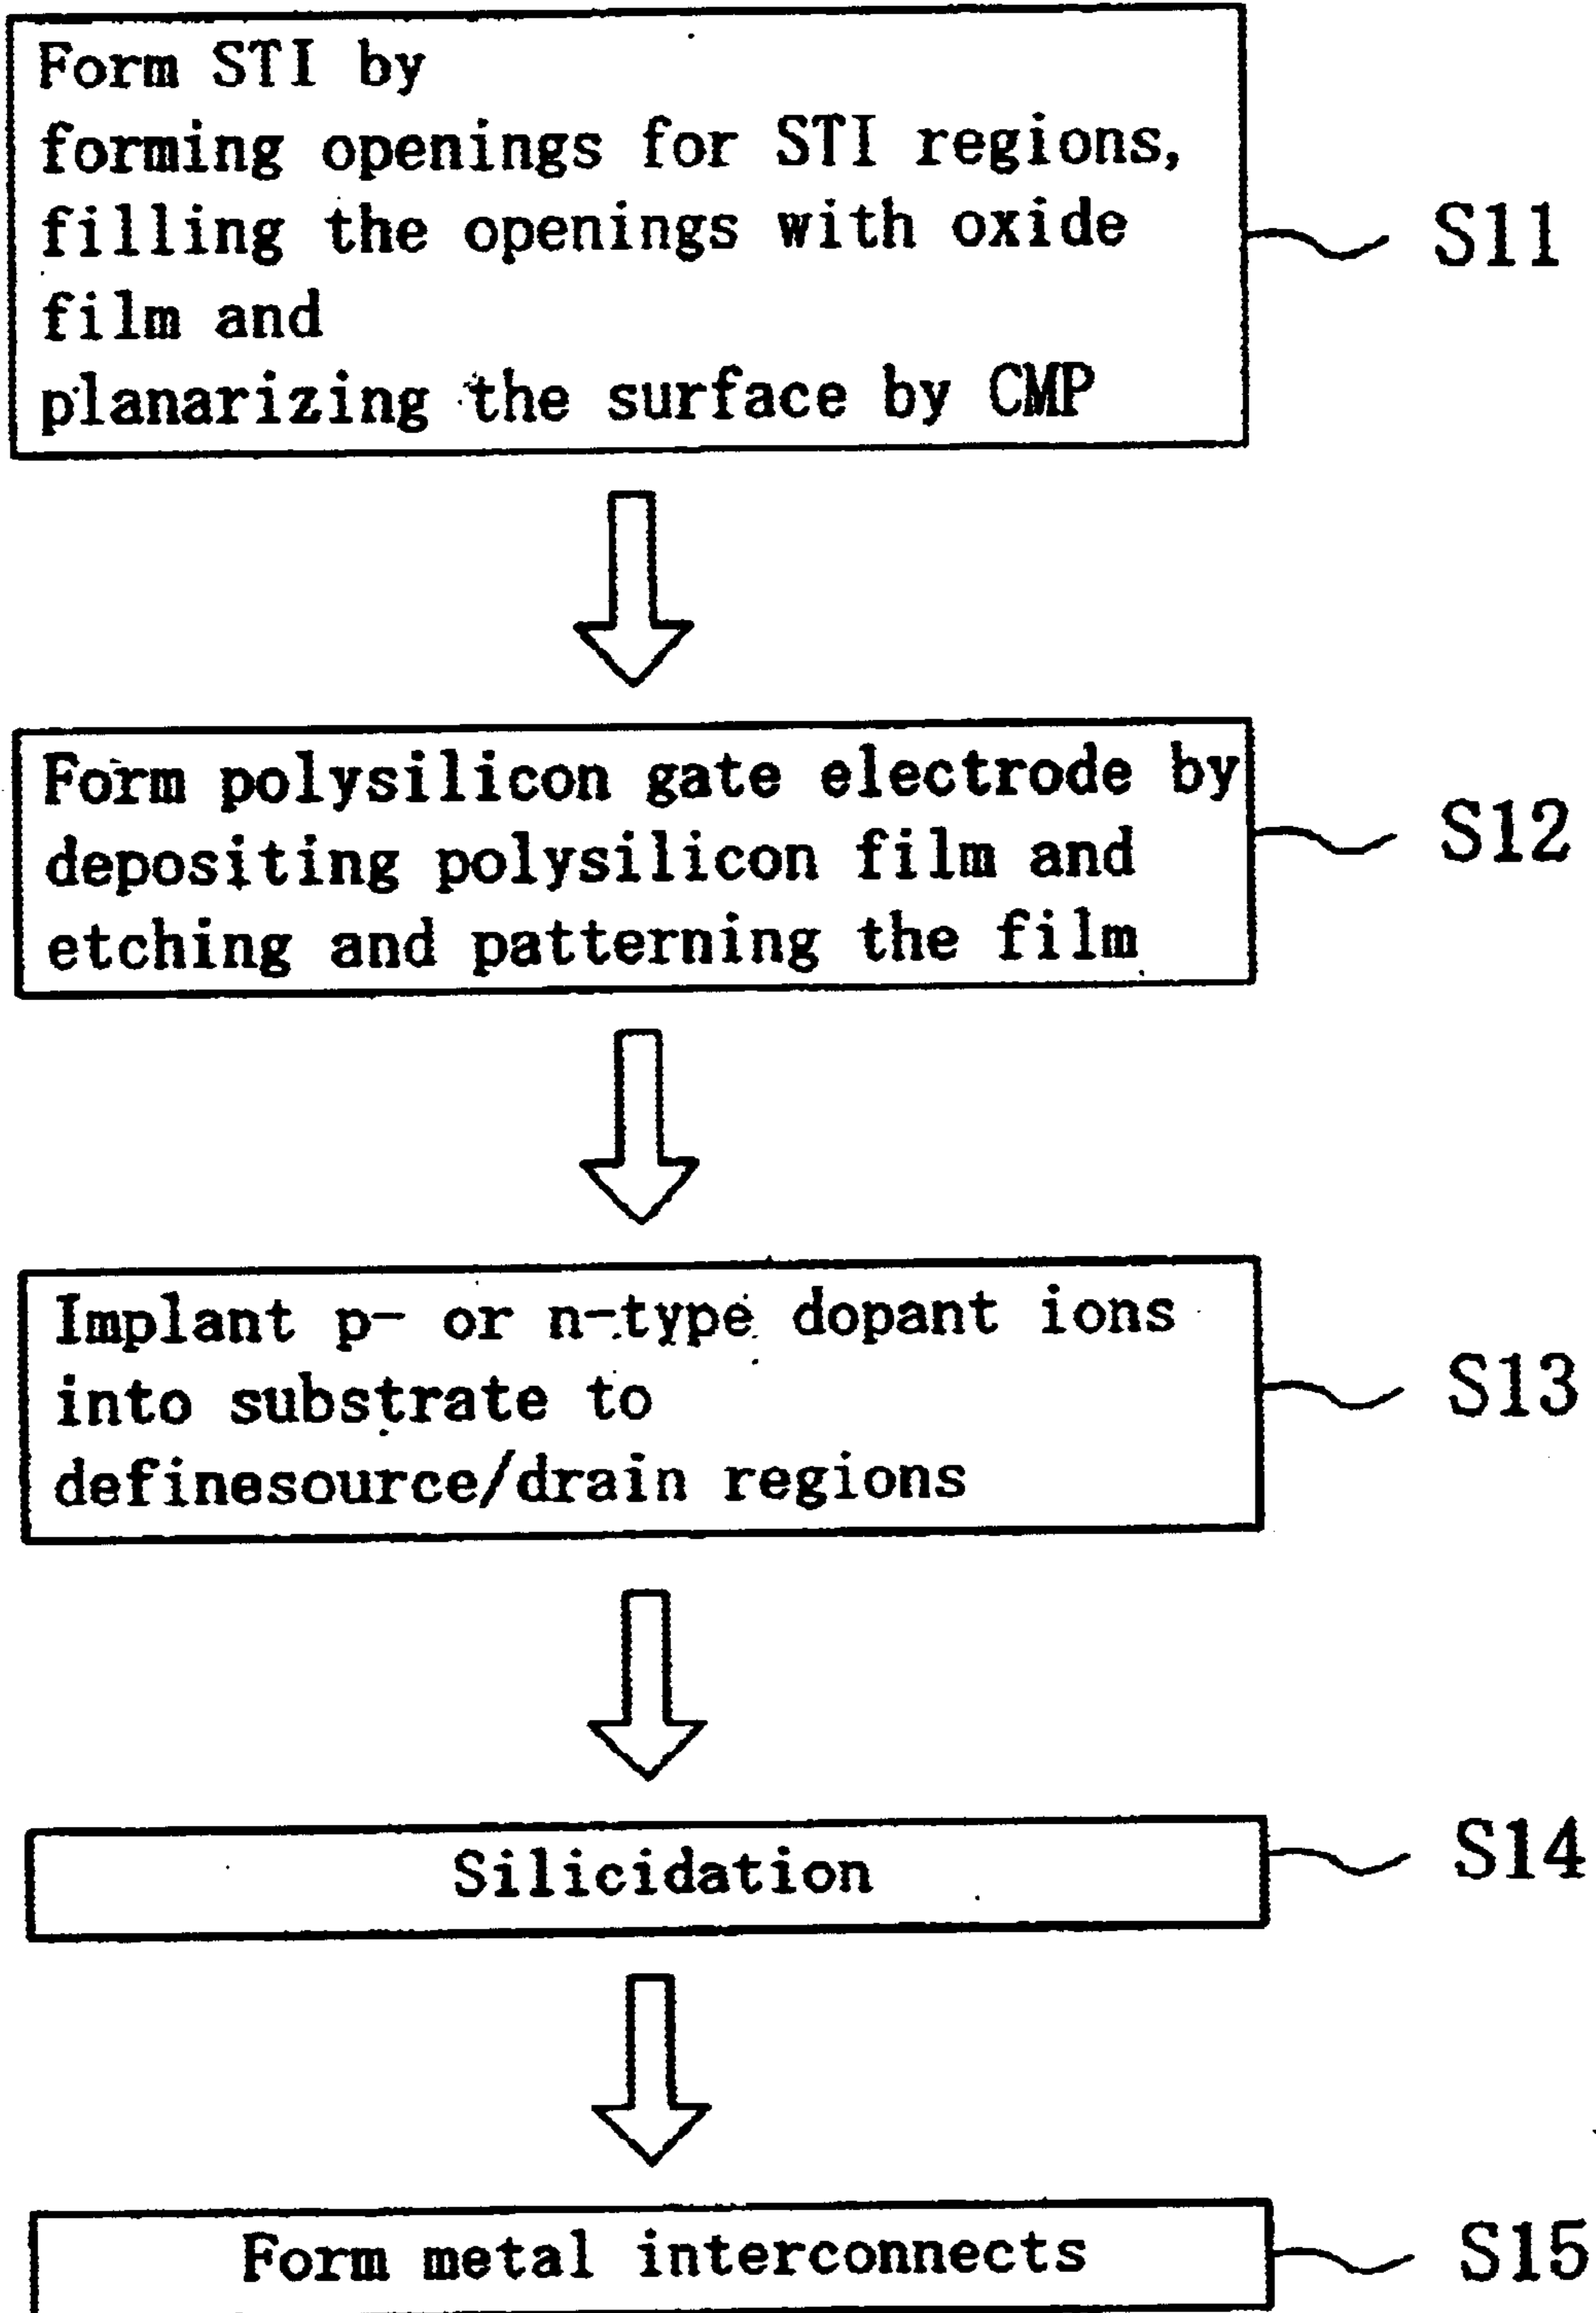 Form STI by
forming openings for STI regions,
filling the openings with oxide
film and
planarizing the surface by CMP
S11
Form polysilicon gate electrode by
depositing polysilicon film and
etching and patterning the film
S12
Implant p- or n-type dopant ions
into substrate to
definesource/drain regions
S13
Silicidation
S14
Form metal interconnects
S15